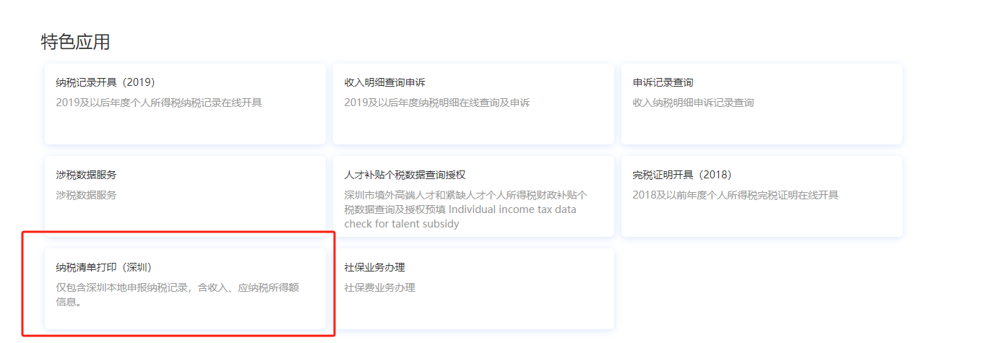 特色应用
纳税记录开具（2019）
2019及以后年度个人所得税纳税记录在线开具
收入明细查询申诉
2019及以后年度纳税明细在线查询及申诉
申诉记录查询
收入纳税明细申诉记录查询
涉税数据服务
涉税数据服务
人才补贴个税数据查询授权
深圳市境外高端人才和紧缺人才个人所得税财政补贴个
税数据查询及授权预填 Individual income tax data
check for talent subsidy
完税证明开具（2018）
2018及以前年度个人所得税完税证明在线开具
纳税清单打印（深圳）
仅包含深圳本地申报纳税记录，含收入、应纳税所得额
信息。
社保业务办理
社保费业务办理